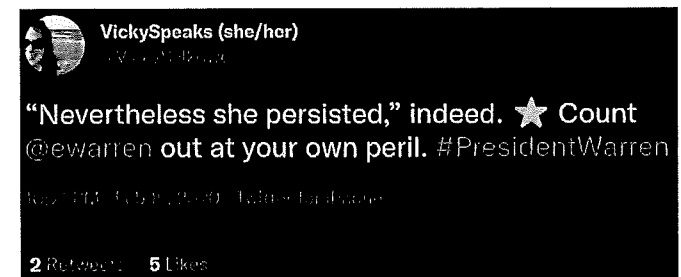 VickySpeaks (she/her)
“Nevertheless she persisted,” indeed. Count
@ewarren out at your own peril. #PresidentWarren
2 Retweets 5 Likes